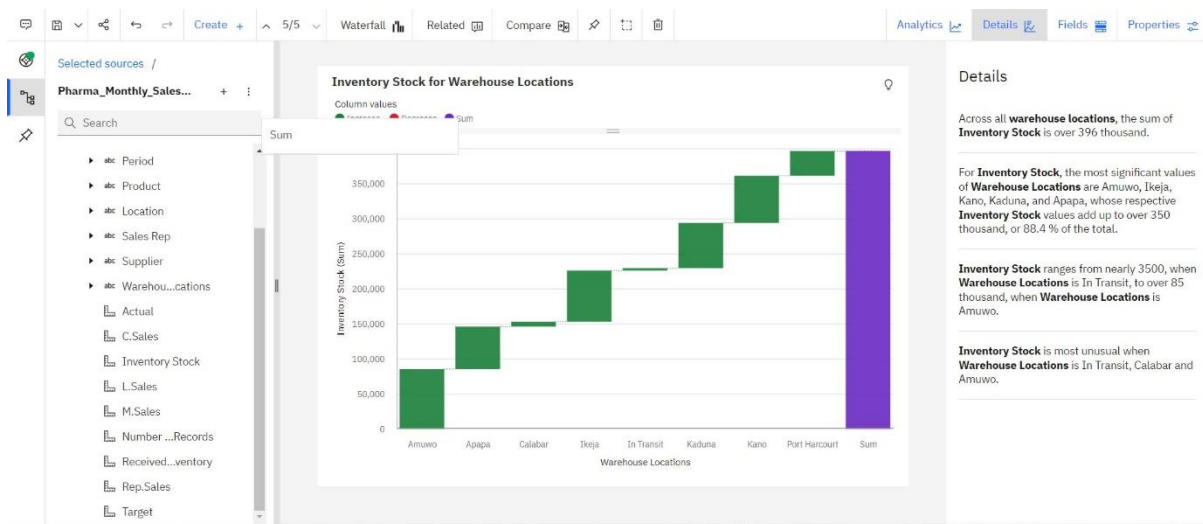 Create +
5/5
Waterfall
Related
Compare
Analytics
Details
Fields
Properties
Selected sources /
Pharma_Monthly_Sales...
Search
abc Period
abc Product
abc Location
abc Sales Rep
abc Supplier
abc Warehou...cations
Actual
C.Sales
Inventory Stock
L.Sales
M.Sales
Number ...Records
Received...ventory
Rep.Sales
Target
Inventory Stock for Warehouse Locations
Column values
Sum
Sum
350,000
300,000
250,000
200,000
150,000
100,000
50,000
0
Inventory Stock (Sum)
Amuwo
Apapa
Calabar
Ikeja
In Transit
Kaduna
Kano
Port Harcourt
Sum
Warehouse Locations
Details
Across all warehouse locations, the sum of
Inventory Stock is over 396 thousand.
For Inventory Stock, the most significant values
of Warehouse Locations are Amuwo, Ikeja,
Kano, Kaduna, and Apapa, whose respective
Inventory Stock values add up to over 350
thousand, or 88.4 % of the total.
Inventory Stock ranges from nearly 3500, when
Warehouse Locations is In Transit, to over 85
thousand, when Warehouse Locations is
Amuwo.
Inventory Stock is most unusual when
Warehouse Locations is In Transit, Calabar and
Amuwo.